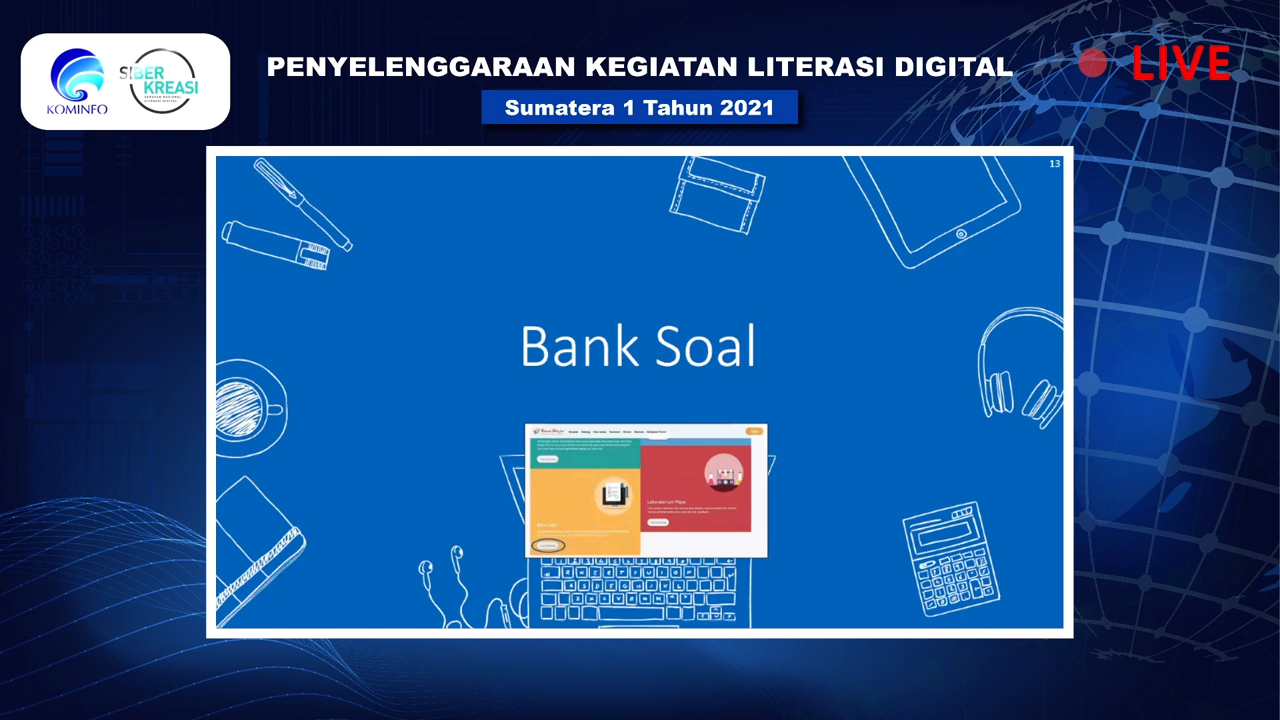 PENYELENGGARAAN KEGIATAN LITERASI DIGITAL
LIVE
Sumatera 1 Tahun 2021
KOMINFO
SIBER
KREASI
13
Bank Soal
Laboratorium Maya
Bank Soal